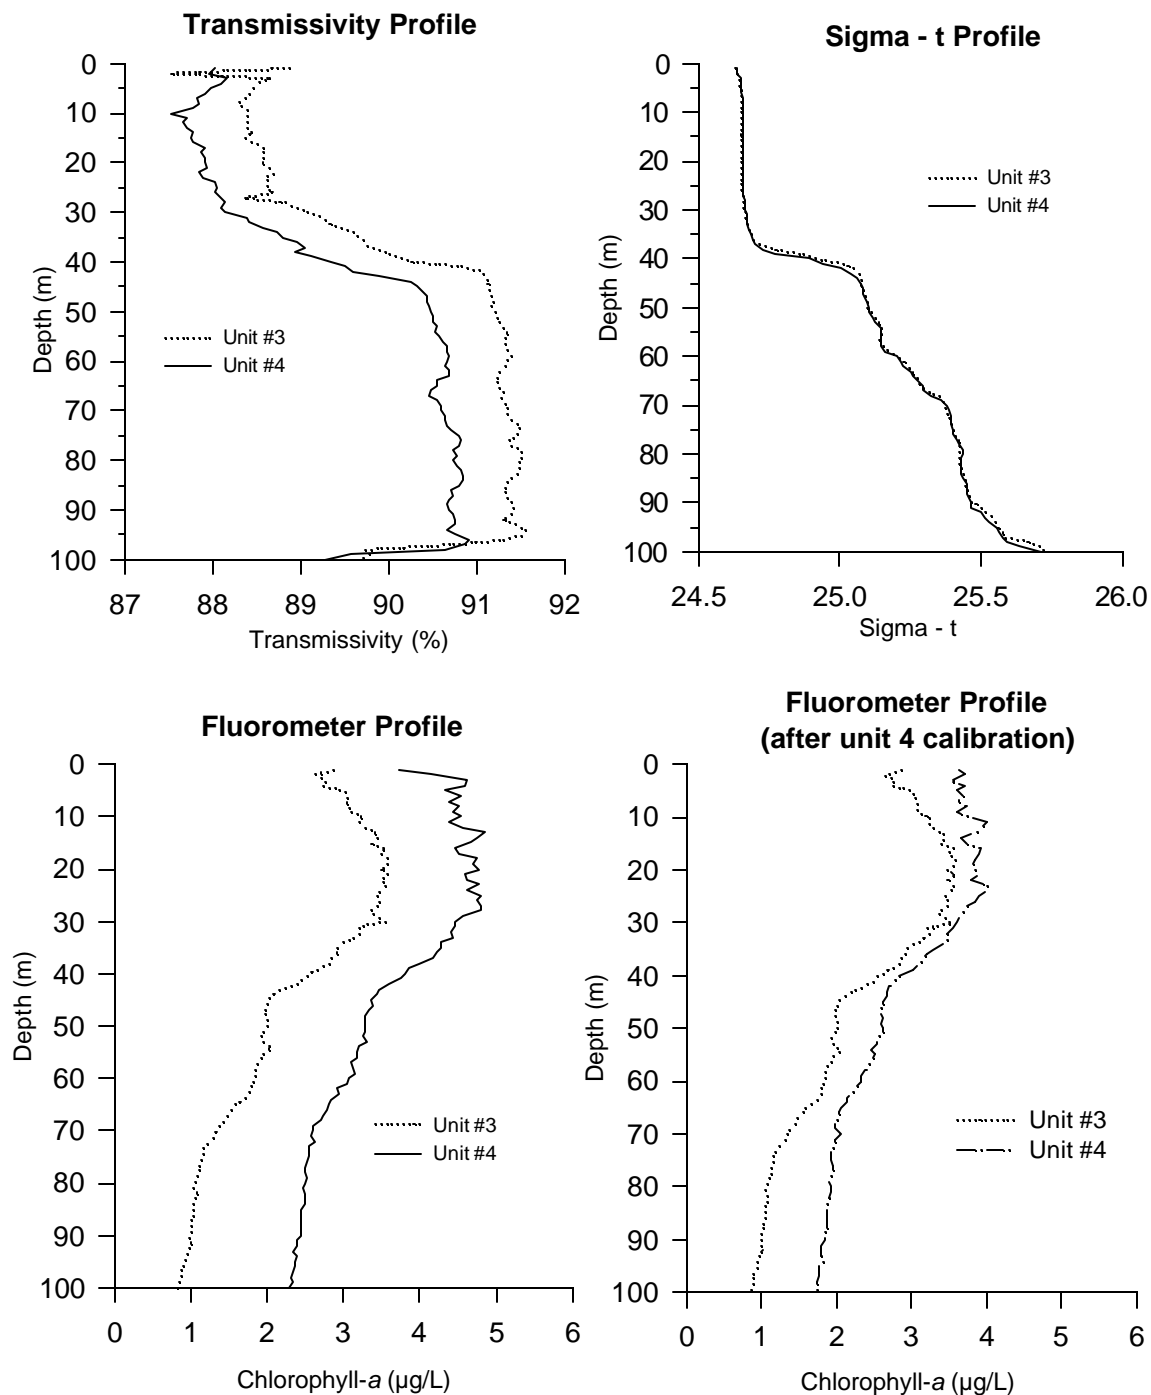 Transmissivity Profile
0
10
20
30
40
50
60
70
80
90
100
Depth (m)
Unit #3
Unit #4
87 88 89 90 91 92
Transmissivity (%)
Sigma - t Profile
0
10
20
30
40
50
60
70
80
90
100
Depth (m)
Unit #3
Unit #4
24.5 25.0 25.5 26.0
Sigma - t
Fluorometer Profile
0
10
20
30
40
50
60
70
80
90
100
Depth (m)
Unit #3
Unit #4
0 1 2 3 4 5 6
Chlorophyll-a (µg/L)
Fluorometer Profile
(after unit 4 calibration)
0
10
20
30
40
50
60
70
80
90
100
Depth (m)
Unit #3
Unit #4
0 1 2 3 4 5 6
Chlorophyll-a (µg/L)